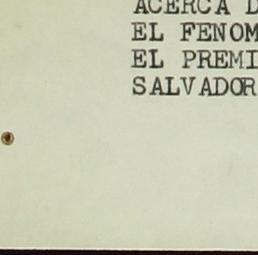 ACERCA D
EL FENOM
EL PREMI
SALVADOR